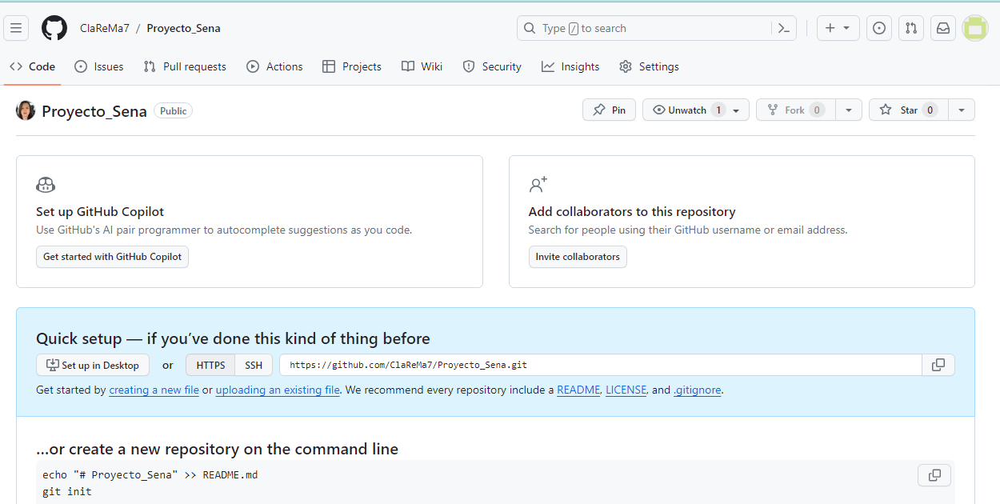 ClaReMa7 / Proyecto_Sena
Type / to search
Code Issues Pull requests Actions Projects Wiki Security Insights Settings
Proyecto_Sena Public
Pin Unwatch 1 Fork 0 Star 0
Set up GitHub Copilot
Use GitHub's AI pair programmer to autocomplete suggestions as you code.
Get started with GitHub Copilot
Add collaborators to this repository
Search for people using their GitHub username or email address.
Invite collaborators
Quick setup — if you’ve done this kind of thing before
Set up in Desktop or HTTPS SSH https://github.com/ClaReMa7/Proyecto_Sena.git
Get started by creating a new file or uploading an existing file. We recommend every repository include a README, LICENSE, and .gitignore.
…or create a new repository on the command line
echo "# Proyecto_Sena" >> README.md
git init